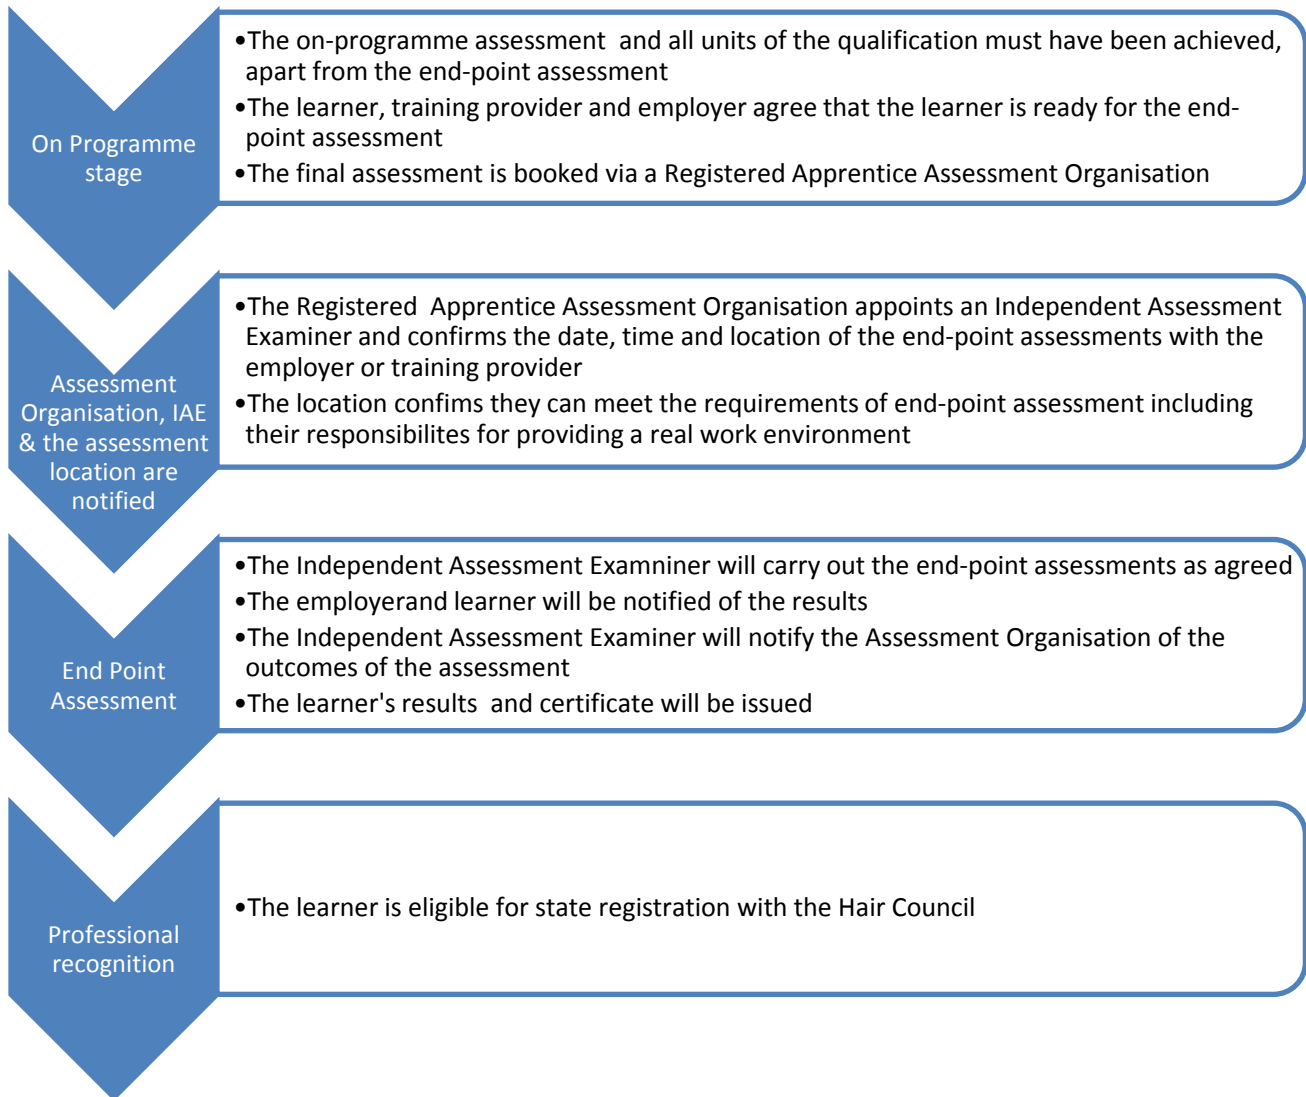 On Programme
stage
•The on-programme assessment  and all units of the qualification must have been achieved,
apart from the end-point assessment
•The learner, training provider and employer agree that the learner is ready for the end-
point assessment
•The final assessment is booked via a Registered Apprentice Assessment Organisation
Assessment
Organisation, IAE
& the assessment
location are
notified
•The Registered  Apprentice Assessment Organisation appoints an Independent Assessment
Examiner and confirms the date, time and location of the end-point assessments with the
employer or training provider
•The location confims they can meet the requirements of end-point assessment including
their responsibilites for providing a real work environment
End Point
Assessment
•The Independent Assessment Examniner will carry out the end-point assessments as agreed
•The employerand learner will be notified of the results
•The Independent Assessment Examiner will notify the Assessment Organisation of the
outcomes of the assessment
•The learner's results  and certificate will be issued
Professional
recognition
•The learner is eligible for state registration with the Hair Council